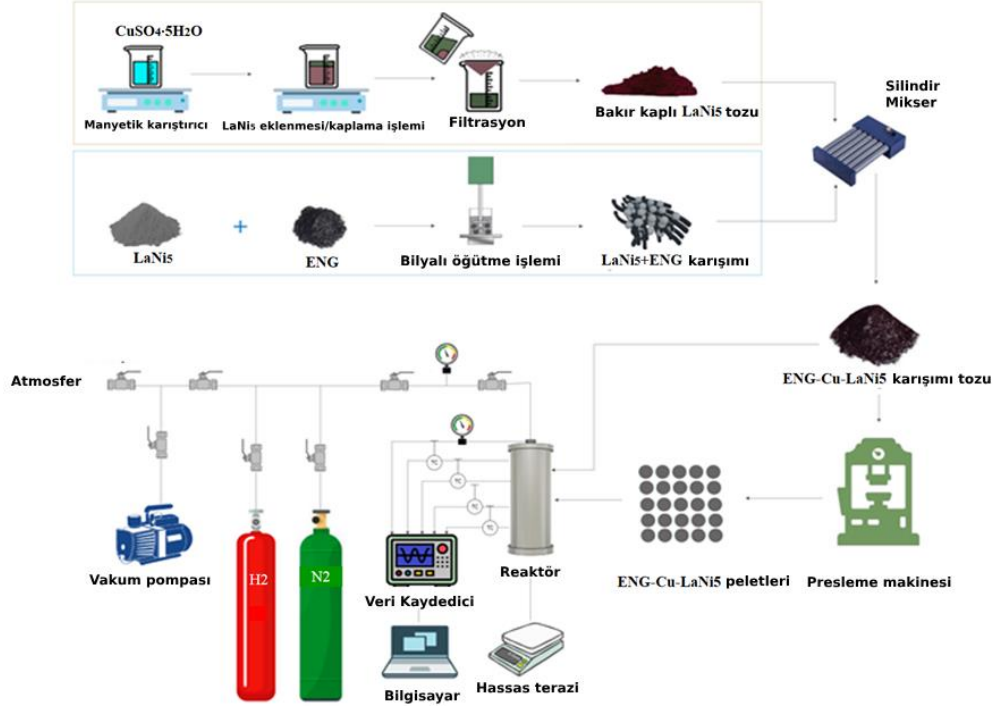 CuSO4·5H2O
Manyetik karıştırıcı
LaNi₅ eklenmesi/kaplama işlemi
Filtrasyon
Bakır kaplı LaNi5 tozu
Silindir
Mikser
LaNi5
+
ENG
Bilyalı öğütme işlemi
LaNi5+ENG karışımı
ENG-Cu-LaNi5 karışımı tozu
Atmosfer
Vakum pompası
H2
N2
Veri Kaydedici
Reaktör
ENG-Cu-LaNi5 peletleri
Presleme makinesi
Bilgisayar
Hassas terazi